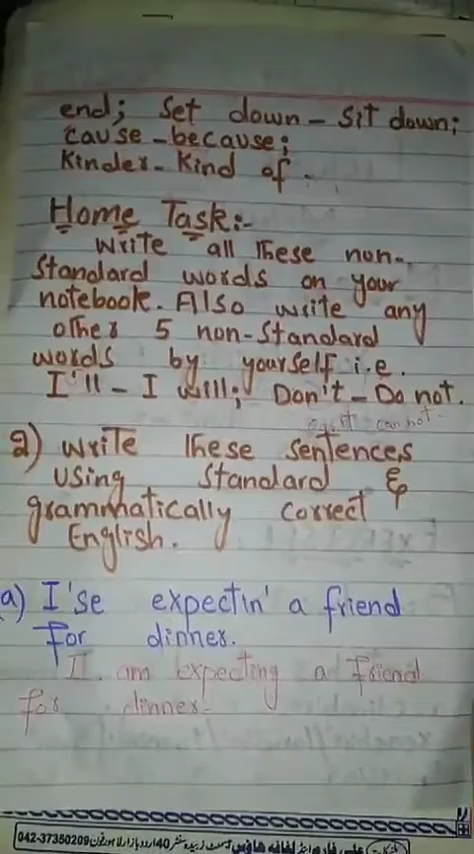 end; Set down - Sit down;
cause - because;
Kinder - Kind of.
Home Task:-
Write all these non-
Standard words on your
notebook. Also write any
other 5 non-Standard
words by yourself i.e.
I'll - I will; Don't - Do not.
can not.
2) Write these sentences
using Standard &
grammatically correct
English.
a) I'se expectin' a friend
for dinner.
I am expecting a friend
for dinner.
042-37350209